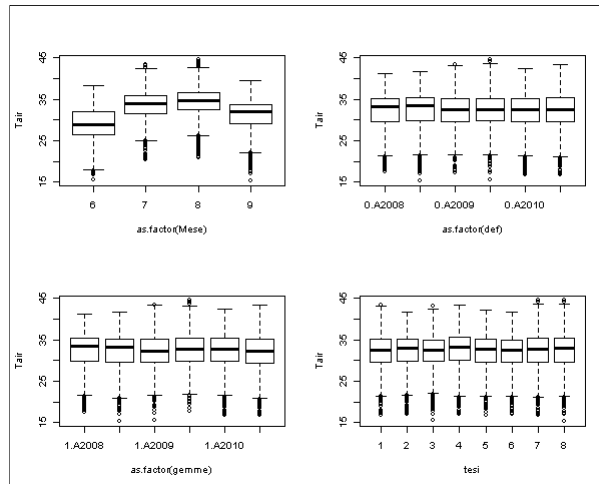 45
35
25
15
Tair
6 7 8 9
as.factor(Mese)
45
35
25
15
Tair
0.A2008 0.A2009 0.A2010
as.factor(def)
45
35
25
15
Tair
1.A2008 1.A2009 1.A2010
as.factor(gemme)
45
35
25
15
Tair
1 2 3 4 5 6 7 8
tesi